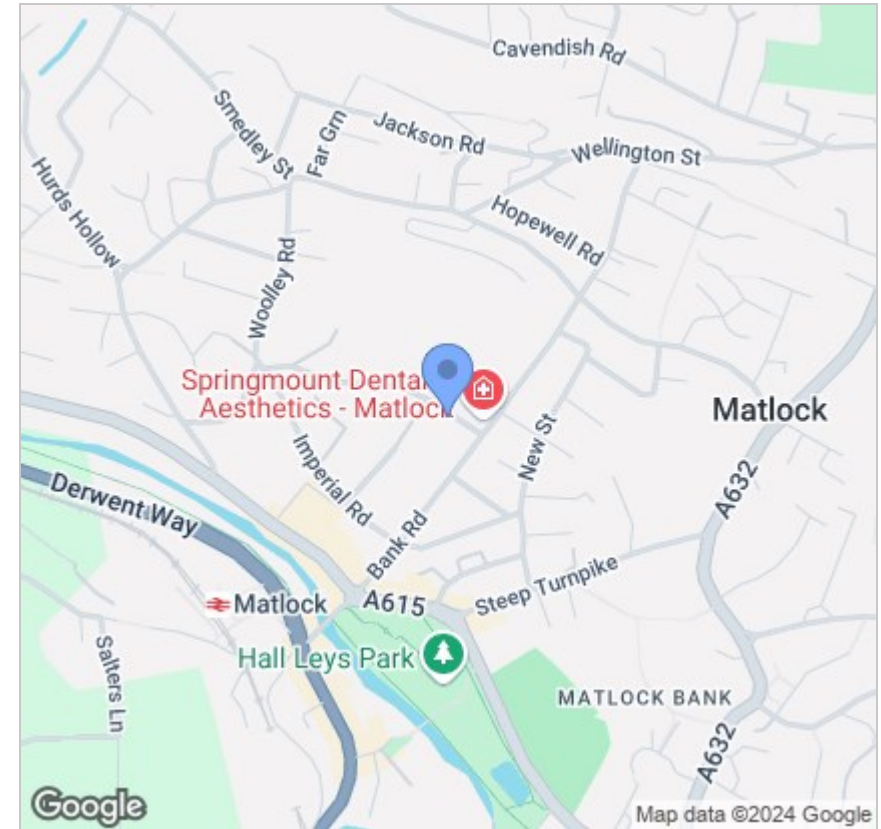 Cavendish Rd
Smedley St
Far Grn
Jackson Rd
Wellington St
Hurds Hollow
Hopewell Rd
Woolley Rd
Springmount Dental
Aesthetics - Matlock
Matlock
New St
Imperial Rd
Derwent Way
A632
Bank Rd
Steep Turnpike
Matlock
A615
Salters Ln
Hall Leys Park
MATLOCK BANK
A632
Google
Map data ©2024 Google